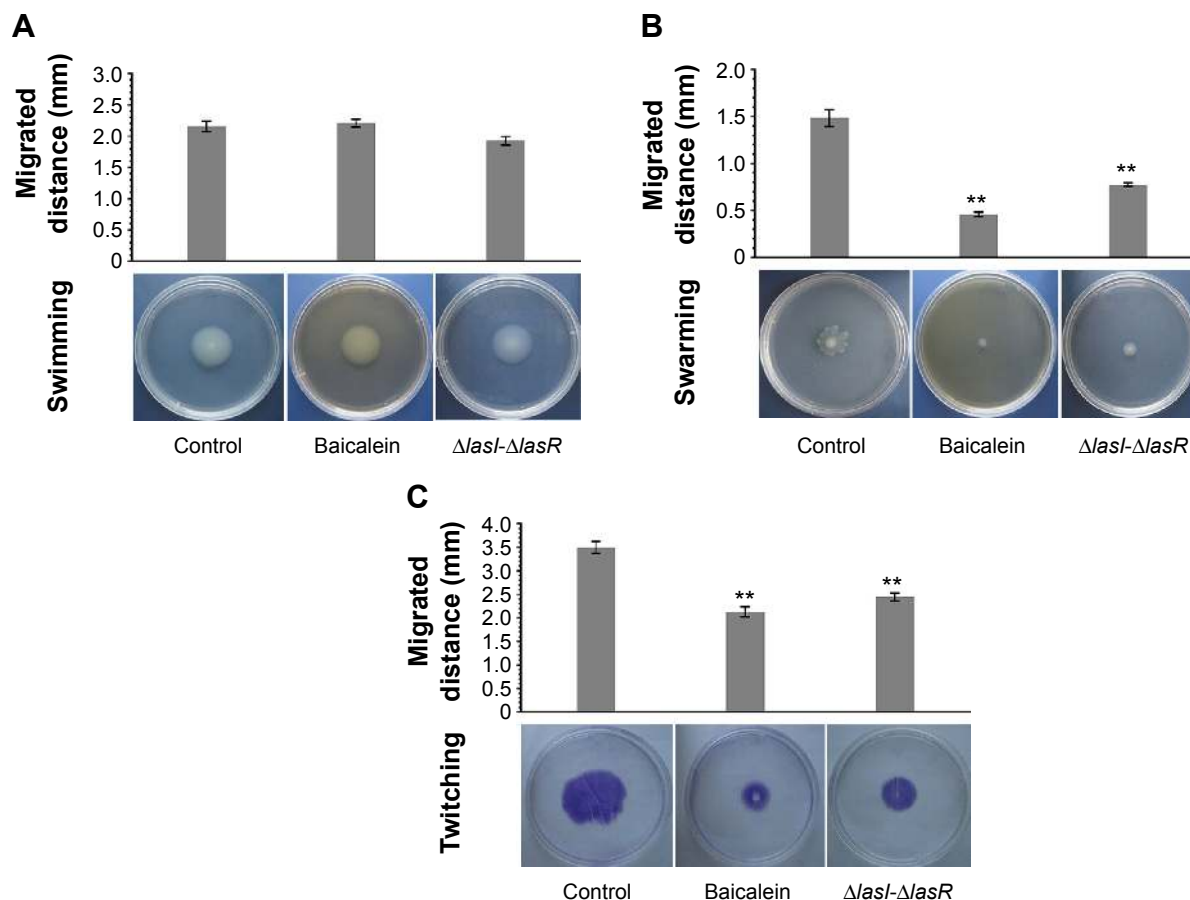 A
Migrated
distance (mm)
3.0
2.5
2.0
1.5
1.0
0.5
0
Swimming
Control Baicalein ΔlasI-ΔlasR
B
Migrated
distance (mm)
2.0
1.5
1.0
0.5
0
**
**
Swarming
Control Baicalein ΔlasI-ΔlasR
C
Migrated
distance (mm)
4.0
3.5
3.0
2.5
2.0
1.5
1.0
0.5
0
**
**
Twitching
Control Baicalein ΔlasI-ΔlasR